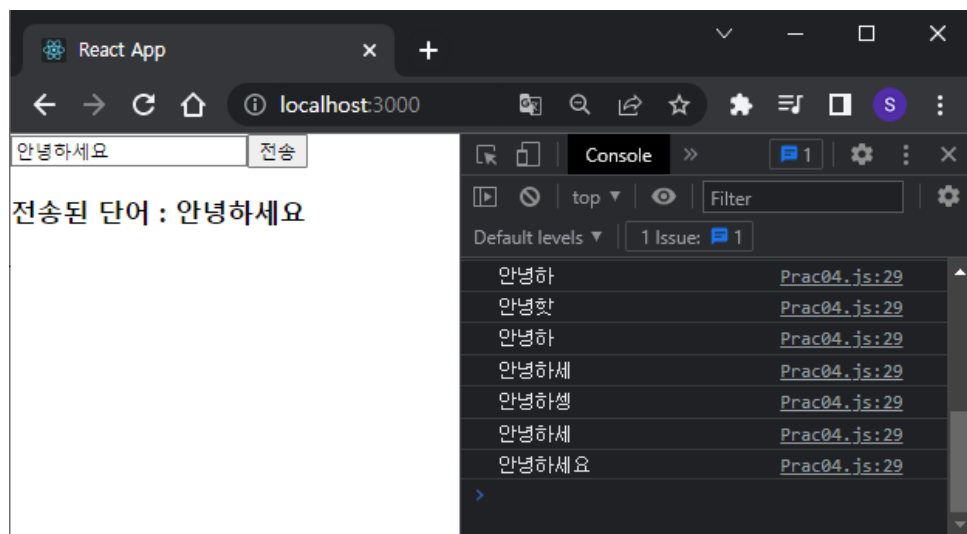 React App
localhost:3000
S
안녕하세요 전송
전송된 단어 : 안녕하세요
Console 1
top Filter
Default levels 1 Issue: 1
안녕하 Prac04.js:29
안녕핫 Prac04.js:29
안녕하 Prac04.js:29
안녕하세 Prac04.js:29
안녕하셍 Prac04.js:29
안녕하세 Prac04.js:29
안녕하세요 Prac04.js:29